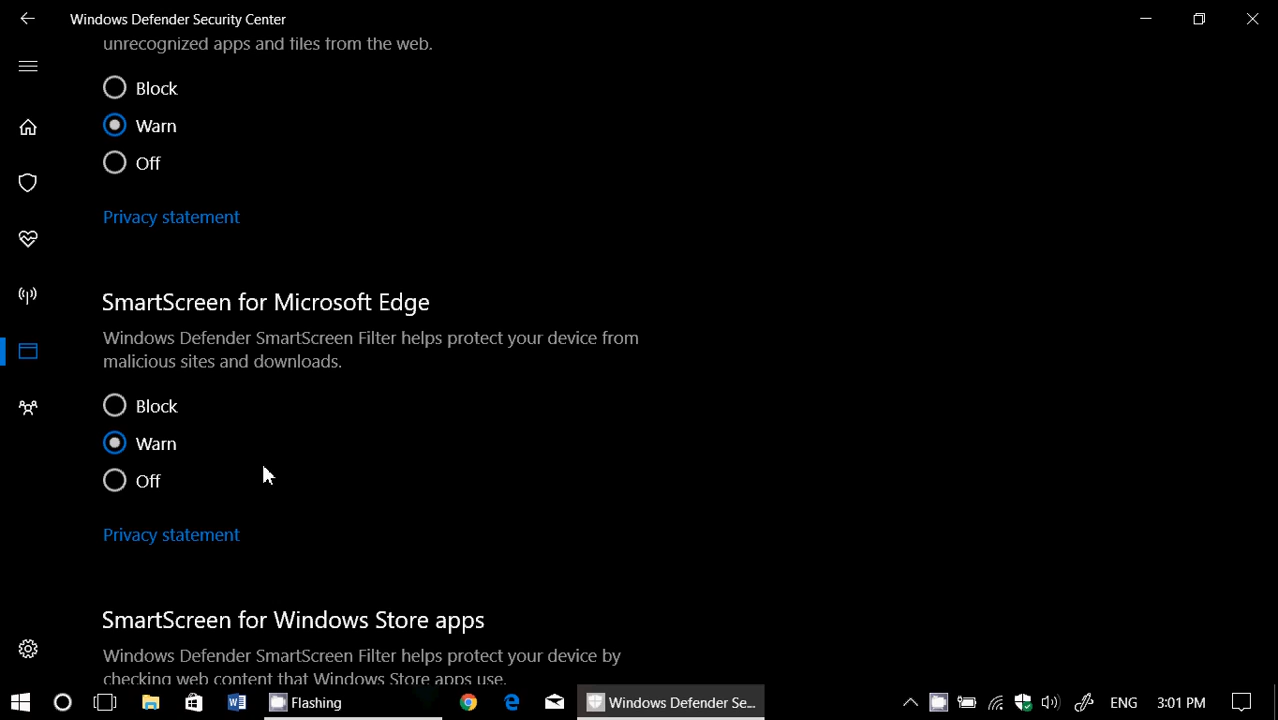 Windows Defender Security Center
unrecognized apps and files from the web.
Block
Warn
Off
Privacy statement
SmartScreen for Microsoft Edge
Windows Defender SmartScreen Filter helps protect your device from
malicious sites and downloads.
Block
Warn
Off
Privacy statement
SmartScreen for Windows Store apps
Windows Defender SmartScreen Filter helps protect your device by
checking web content that Windows Store apps use.
Flashing
Windows Defender Se...
ENG
3:01 PM